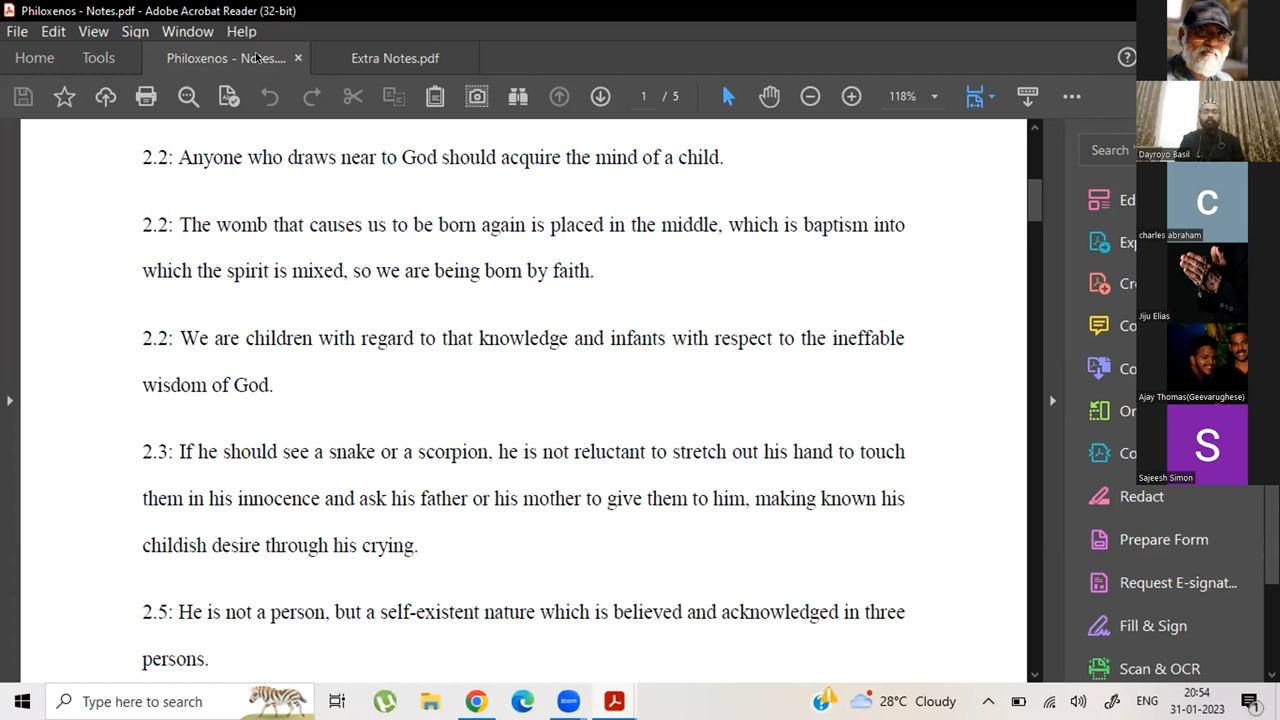 Philoxenos - Notes.pdf - Adobe Acrobat Reader (32-bit)
File Edit View Sign Window Help
Home Tools Philoxenos - Notes.... × Extra Notes.pdf
1 / 5 118%
2.2: Anyone who draws near to God should acquire the mind of a child.
2.2: The womb that causes us to be born again is placed in the middle, which is baptism into
which the spirit is mixed, so we are being born by faith.
2.2: We are children with regard to that knowledge and infants with respect to the ineffable
wisdom of God.
2.3: If he should see a snake or a scorpion, he is not reluctant to stretch out his hand to touch
them in his innocence and ask his father or his mother to give them to him, making known his
childish desire through his crying.
2.5: He is not a person, but a self-existent nature which is believed and acknowledged in three
persons.
Search
Ed
Exp
Cre
Co
Co
Or
Co
Redact
Prepare Form
Request E-signat...
Fill & Sign
Scan & OCR
Dayroyo Basil
C
charles abraham
Jiju Elias
Ajay Thomas(Geevarughese)
S
Sajeesh Simon
Type here to search
zoom
28°C Cloudy
ENG
20:54
31-01-2023
1